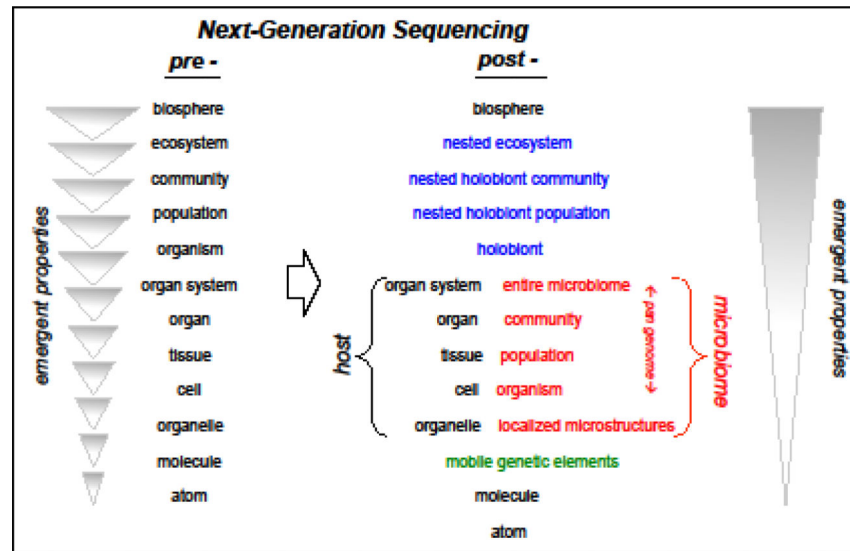 Next-Generation Sequencing
pre - post -
biosphere biosphere
ecosystem nested ecosystem
community nested holobiont community
population nested holobiont population
organism holobiont
organ system organ system entire microbiome
organ organ community
tissue tissue population
cell cell organism
organelle organelle localized microstructures
molecule mobile genetic elements
atom molecule
atom
emergent properties
host
← pan genome →
microbiome
emergent properties